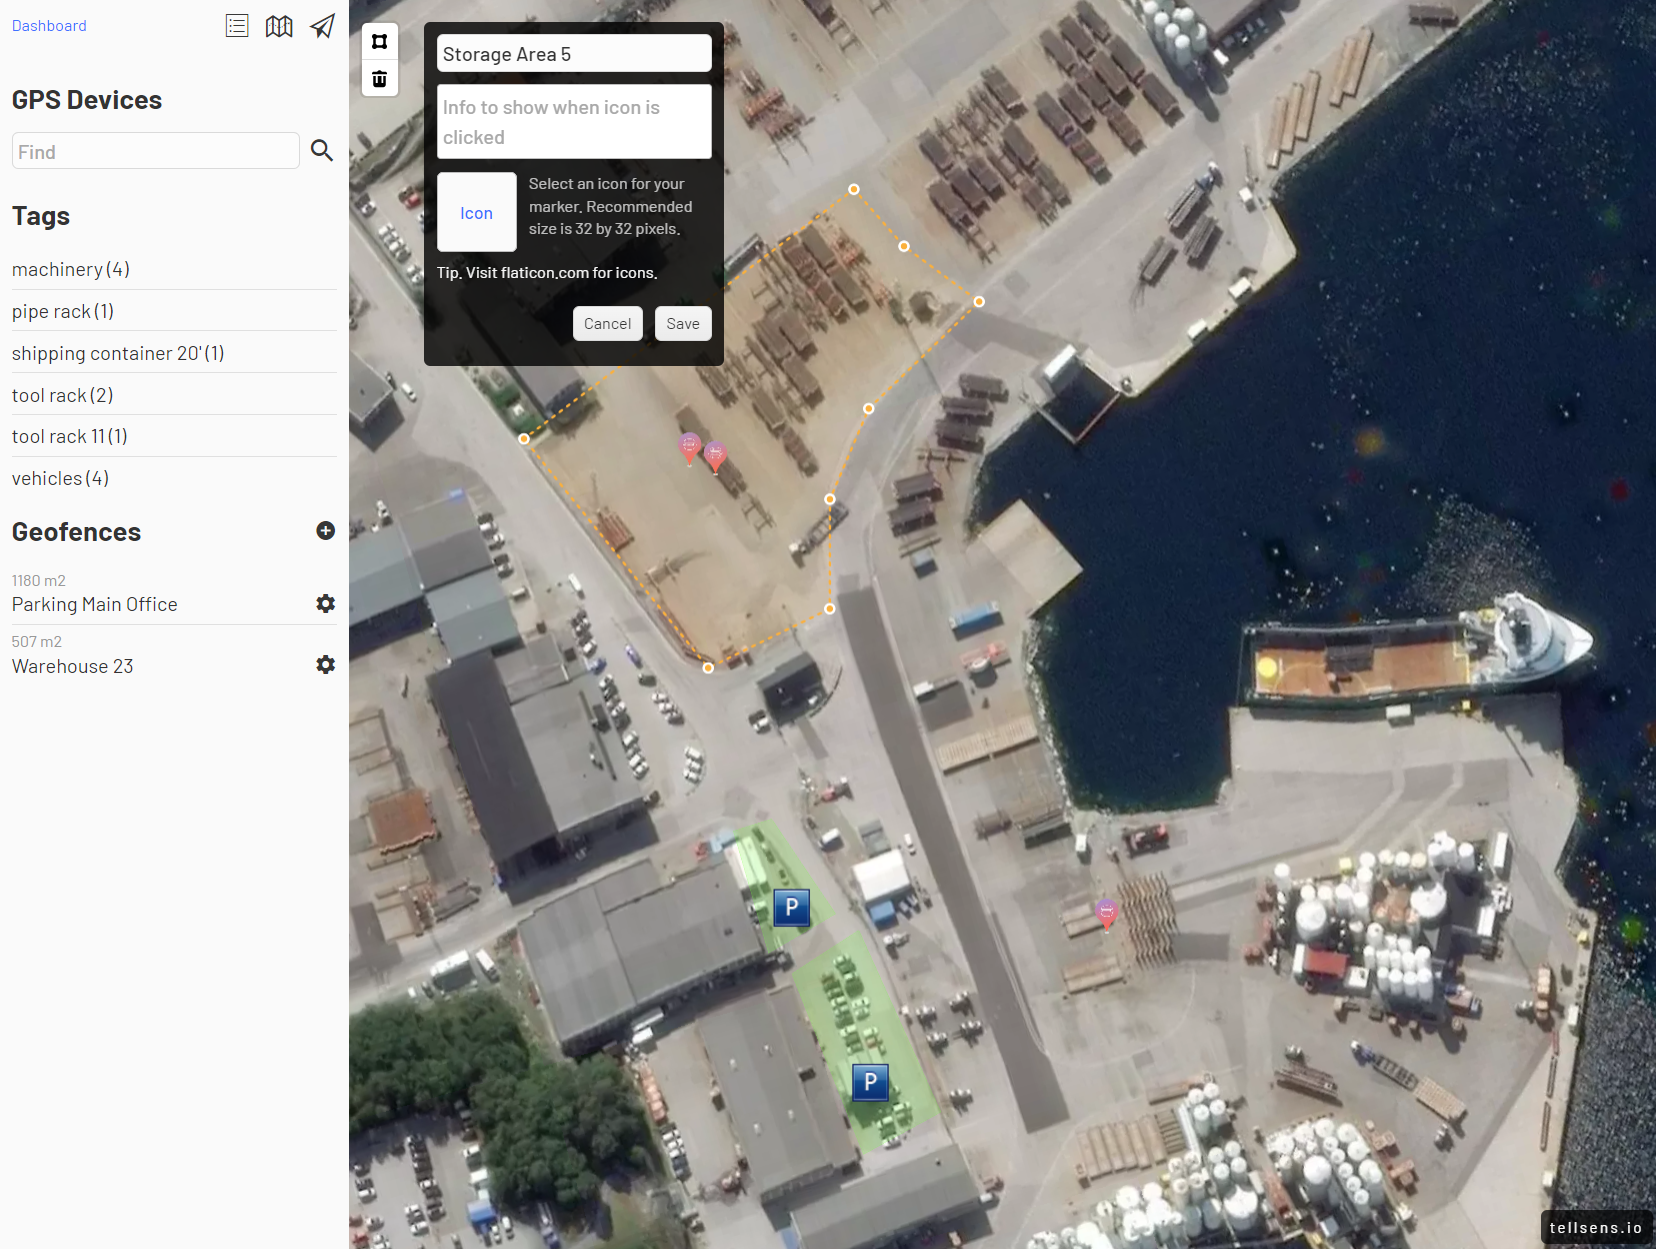 Dashboard
GPS Devices
Find
Tags
machinery (4)
pipe rack (1)
shipping container 20' (1)
tool rack (2)
tool rack 11 (1)
vehicles (4)
Geofences
1180 m2
Parking Main Office
507 m2
Warehouse 23
Storage Area 5
Info to show when icon is
clicked
Icon
Select an icon for your
marker. Recommended
size is 32 by 32 pixels.
Tip. Visit flaticon.com for icons.
Cancel
Save
P
P
tellsens.io